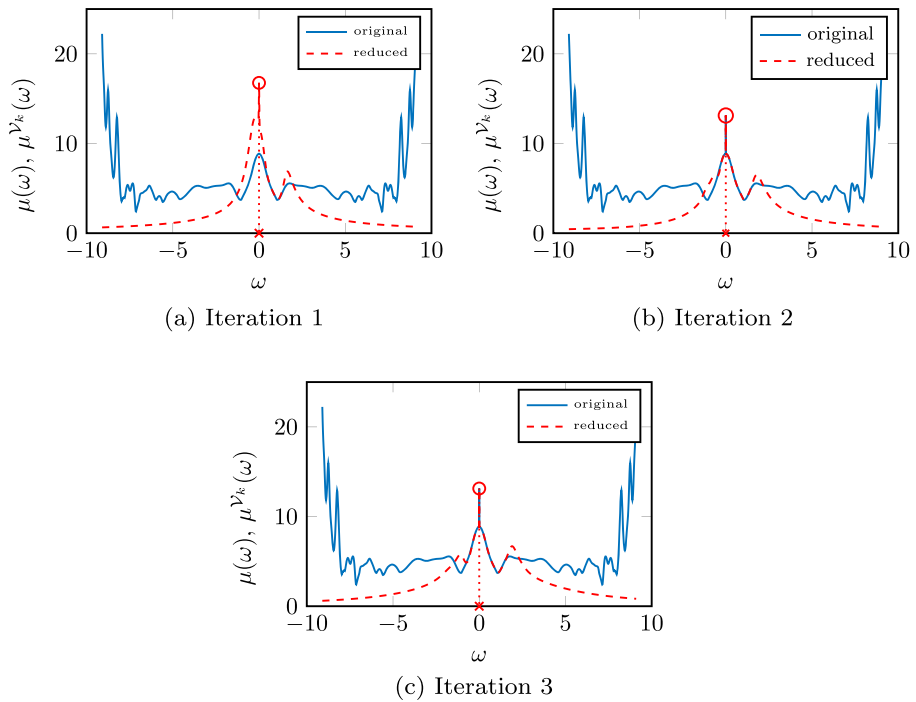 original
reduced
20
10
0
μ(ω), μ^{𝒱_k}(ω)
−10 −5 0 5 10
ω
(a) Iteration 1
original
reduced
20
10
0
μ(ω), μ^{𝒱_k}(ω)
−10 −5 0 5 10
ω
(b) Iteration 2
original
reduced
20
10
0
μ(ω), μ^{𝒱_k}(ω)
−10 −5 0 5 10
ω
(c) Iteration 3